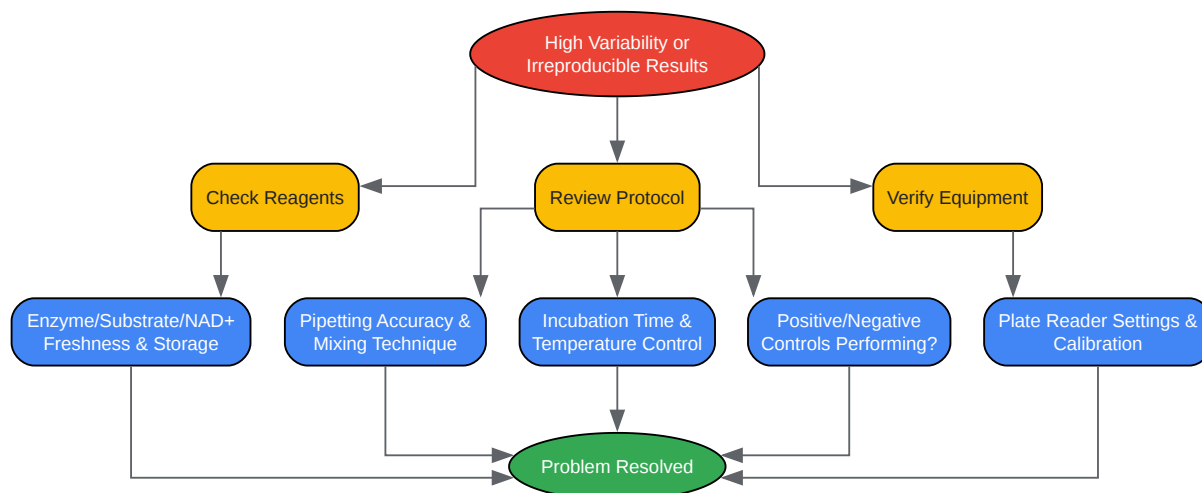 High Variability or
Irreproducible Results
Check Reagents
Review Protocol
Verify Equipment
Enzyme/Substrate/NAD+
Freshness & Storage
Pipetting Accuracy &
Mixing Technique
Incubation Time &
Temperature Control
Positive/Negative
Controls Performing?
Plate Reader Settings &
Calibration
Problem Resolved